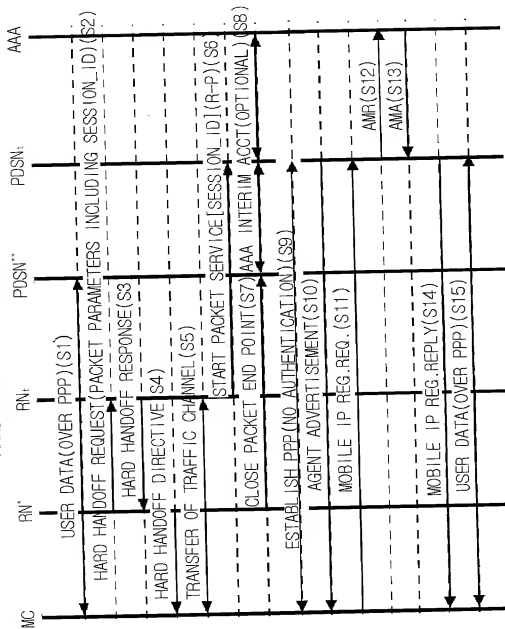 MC
RN*
RNt
PDSN**
PDSNt
AAA
USER DATA(OVER PPP)(S1)
HARD HANDOFF REQUEST(PACKET PARAMETERS INCLUDING SESSION_ID)(S2)
HARD HANDOFF RESPONSE(S3
HARD HANDOFF DIRECTIVE(S4)
TRANSFER OF TRAFFIC CHANNEL(S5)
START PACKET SERVICE[SESSION_ID](R-P)(S6)
CLOSE PACKET END POINT(S7)
AAA INTERIM ACCT(OPTIONAL)(S8)
ESTABLISH PPP(NO AUTHENTICATION)(S9)
AGENT ADVERTISEMENT(S10)
MOBILE IP REG.REQ.(S111)
AMR(S12)
AMA(S13)
MOBILE IP REG.REPLY(S14)
USER DATA(OVER PPP)(S15)